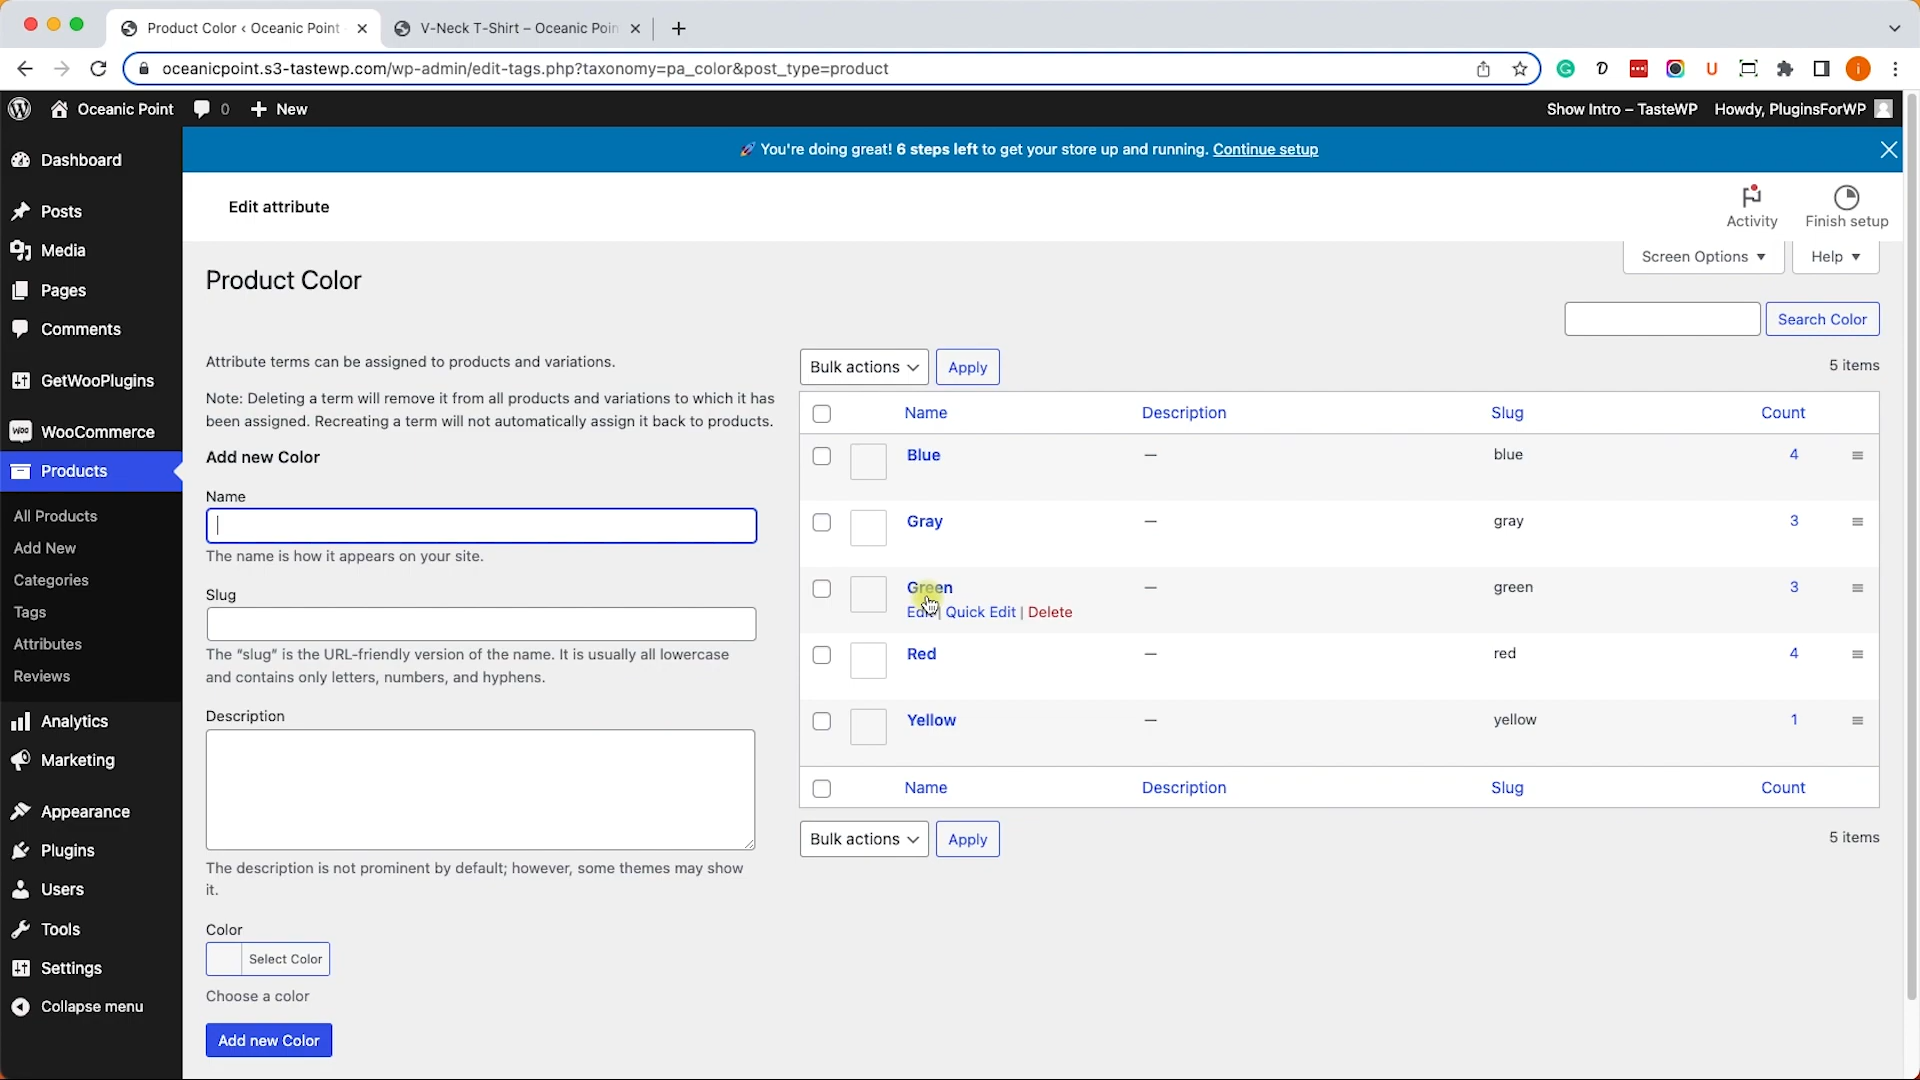 Product Color ‹ Oceanic Point
V-Neck T-Shirt – Oceanic Poin
oceanicpoint.s3-tastewp.com/wp-admin/edit-tags.php?taxonomy=pa_color&post_type=product
Oceanic Point
0
New
Show Intro – TasteWP
Howdy, PluginsForWP
🚀 You're doing great! 6 steps left to get your store up and running. Continue setup
Dashboard
Posts
Media
Pages
Comments
GetWooPlugins
WooCommerce
Products
All Products
Add New
Categories
Tags
Attributes
Reviews
Analytics
Marketing
Appearance
Plugins
Users
Tools
Settings
Collapse menu
Edit attribute
Activity
Finish setup
Screen Options
Help
Product Color
Search Color
Attribute terms can be assigned to products and variations.
Note: Deleting a term will remove it from all products and variations to which it has
been assigned. Recreating a term will not automatically assign it back to products.
Add new Color
Name
The name is how it appears on your site.
Slug
The “slug” is the URL-friendly version of the name. It is usually all lowercase
and contains only letters, numbers, and hyphens.
Description
The description is not prominent by default; however, some themes may show
it.
Color
Select Color
Choose a color
Add new Color
Bulk actions
Apply
5 items
Name Description Slug Count
Blue — blue 4
Gray — gray 3
Green — green 3
Edit | Quick Edit | Delete
Red — red 4
Yellow — yellow 1
Name Description Slug Count
Bulk actions
Apply
5 items